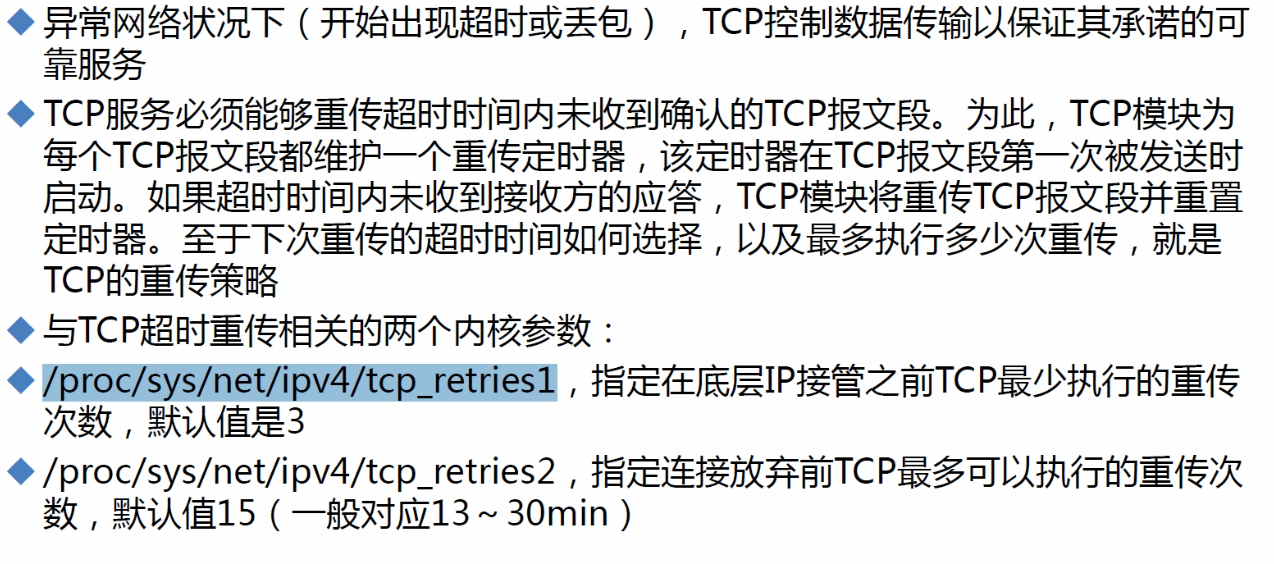 异常网络状况下（开始出现超时或丢包），TCP控制数据传输以保证其承诺的可
靠服务
TCP服务必须能够重传超时时间内未收到确认的TCP报文段。为此，TCP模块为
每个TCP报文段都维护一个重传定时器，该定时器在TCP报文段第一次被发送时
启动。如果超时时间内未收到接收方的应答，TCP模块将重传TCP报文段并重置
定时器。至于下次重传的超时时间如何选择，以及最多执行多少次重传，就是
TCP的重传策略
与TCP超时重传相关的两个内核参数：
/proc/sys/net/ipv4/tcp_retries1，指定在底层IP接管之前TCP最少执行的重传
次数，默认值是3
/proc/sys/net/ipv4/tcp_retries2，指定连接放弃前TCP最多可以执行的重传次
数，默认值15（一般对应13～30min）